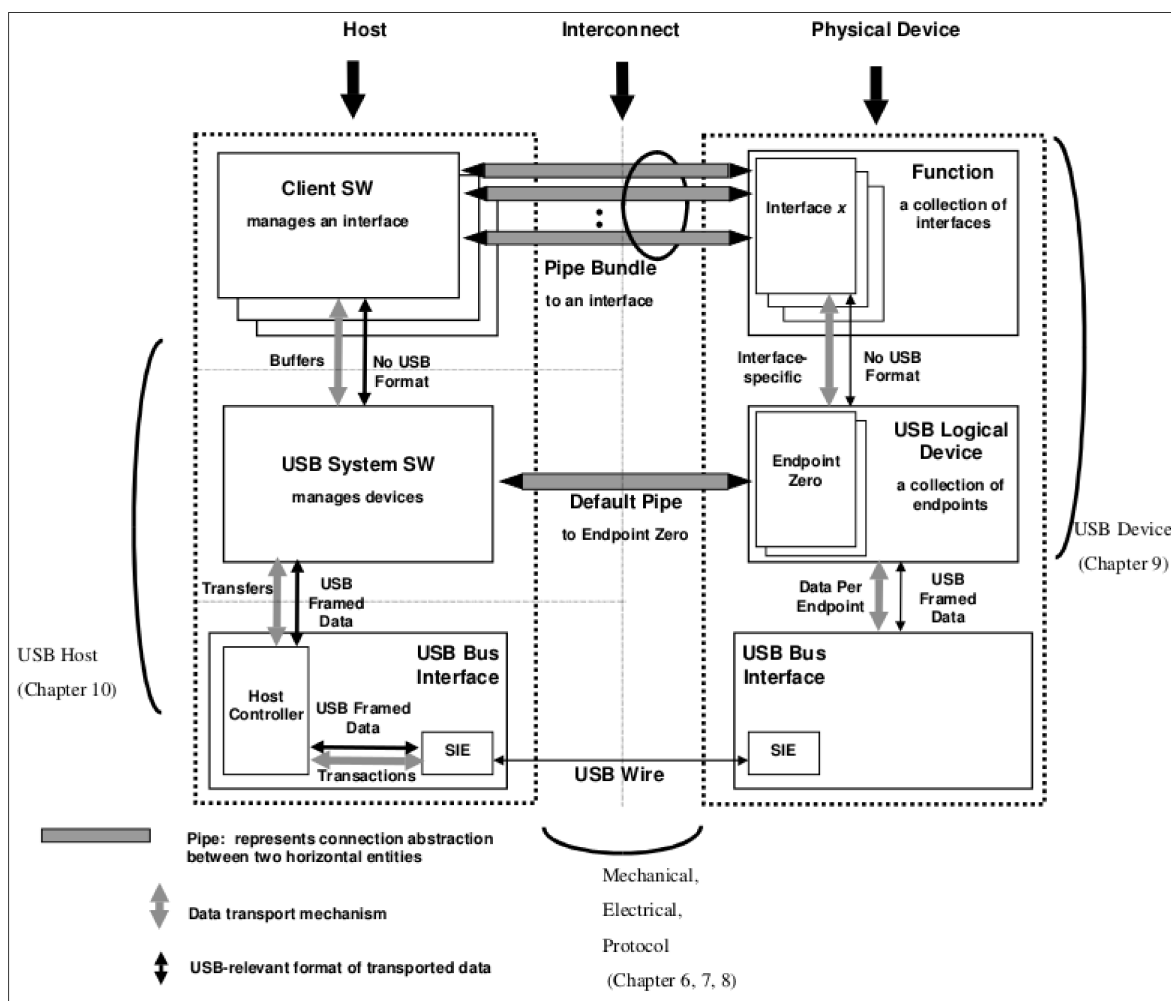 Host
Interconnect
Physical Device
Client SW
manages an interface
Pipe Bundle
to an interface
Interface x
Function
a collection of
interfaces
Buffers
No USB
Format
Interface-
specific
No USB
Format
USB System SW
manages devices
Default Pipe
to Endpoint Zero
Endpoint
Zero
USB Logical
Device
a collection of
endpoints
USB Device
(Chapter 9)
Transfers
USB
Framed
Data
Data Per
Endpoint
USB
Framed
Data
USB Host
(Chapter 10)
USB Bus
Interface
Host
Controller
USB Framed
Data
Transactions
SIE
USB Wire
USB Bus
Interface
SIE
Pipe: represents connection abstraction
between two horizontal entities
Data transport mechanism
USB-relevant format of transported data
Mechanical,
Electrical,
Protocol
(Chapter 6, 7, 8)